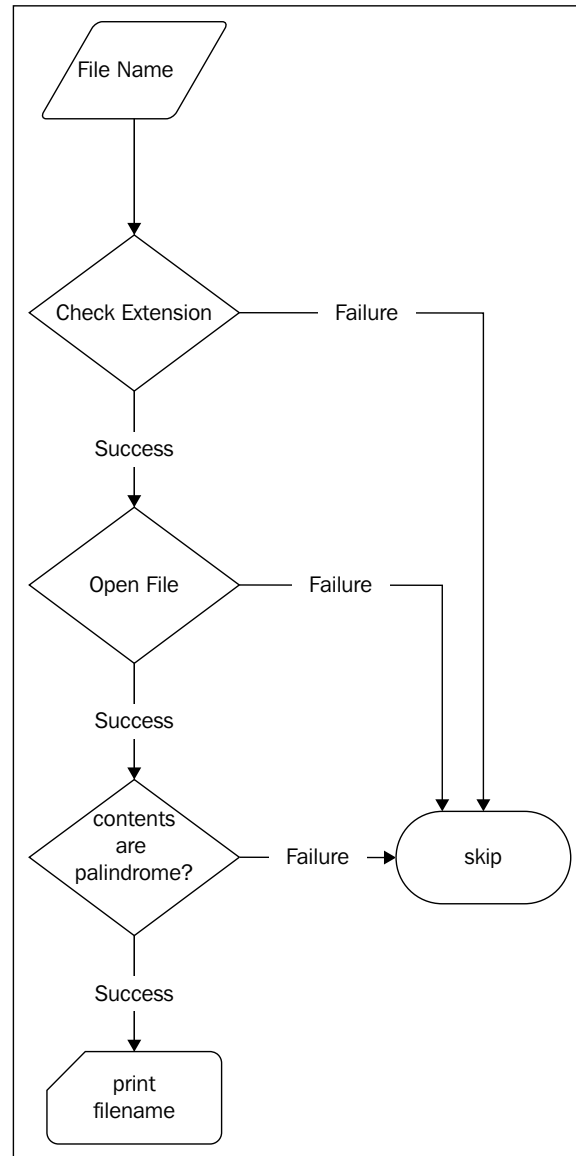 File Name
Check Extension
Failure
Success
Open File
Failure
Success
contents
are
palindrome?
Failure
skip
Success
print
filename